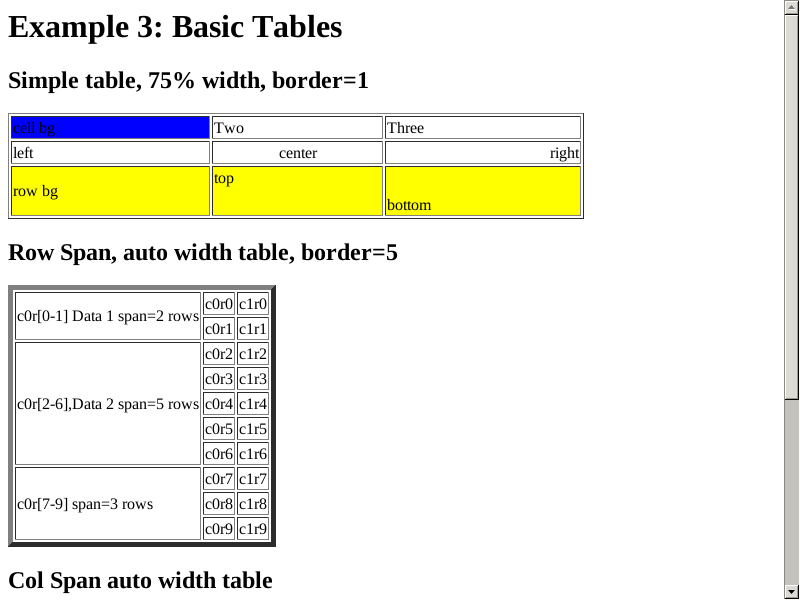 Example 3: Basic Tables
Simple table, 75% width, border=1
cell bg Two Three
left center right
row bg top bottom
Row Span, auto width table, border=5
c0r[0-1] Data 1 span=2 rows c0r0 c1r0
c0r1 c1r1
c0r[2-6],Data 2 span=5 rows c0r2 c1r2
c0r3 c1r3
c0r4 c1r4
c0r5 c1r5
c0r6 c1r6
c0r[7-9] span=3 rows c0r7 c1r7
c0r8 c1r8
c0r9 c1r9
Col Span auto width table